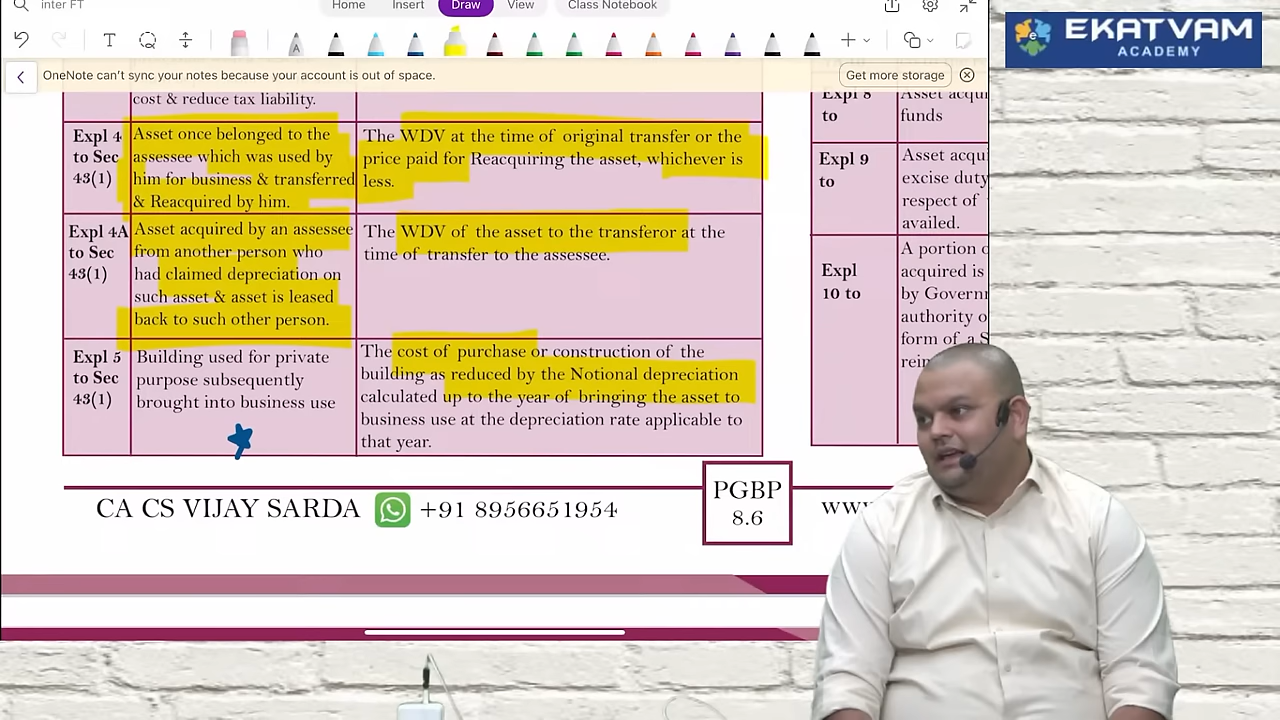 inter FT
Home Insert Draw View Class Notebook
OneNote can't sync your notes because your account is out of space.
Get more storage
EKATVAM
ACADEMY
cost & reduce tax liability.
Expl 4
to Sec
43(1)
Asset once belonged to the
assessee which was used by
him for business & transferred
& Reacquired by him.
The WDV at the time of original transfer or the
price paid for Reacquiring the asset, whichever is
less.
Expl 4A
to Sec
43(1)
Asset acquired by an assessee
from another person who
had claimed depreciation on
such asset & asset is leased
back to such other person.
The WDV of the asset to the transferor at the
time of transfer to the assessee.
Expl 5
to Sec
43(1)
Building used for private
purpose subsequently
brought into business use
The cost of purchase or construction of the
building as reduced by the Notional depreciation
calculated up to the year of bringing the asset to
business use at the depreciation rate applicable to
that year.
Expl 8
to
Asset acqu
funds
Expl 9
to
Asset acqui
excise duty
respect of
availed.
Expl
10 to
A portion
acquired is
by Govern
authority
form of a
CA CS VIJAY SARDA +91 8956651954
PGBP
8.6